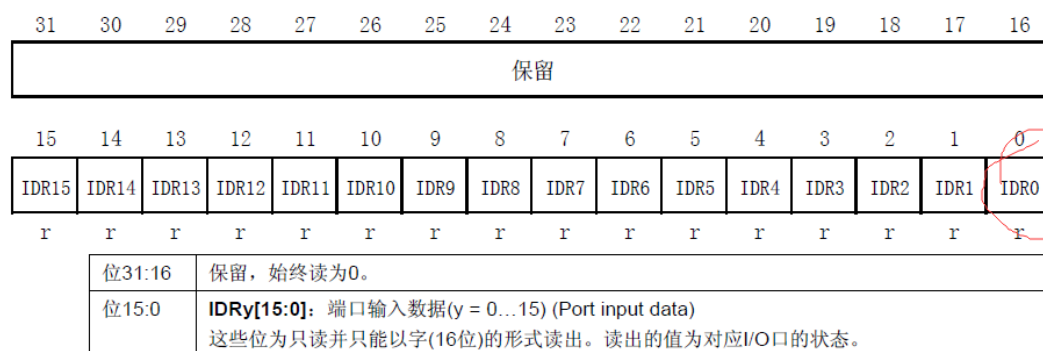 31 30 29 28 27 26 25 24 23 22 21 20 19 18 17 16
保留
15 14 13 12 11 10 9 8 7 6 5 4 3 2 1 0
IDR15 IDR14 IDR13 IDR12 IDR11 IDR10 IDR9 IDR8 IDR7 IDR6 IDR5 IDR4 IDR3 IDR2 IDR1 IDR0
r r r r r r r r r r r r r r r r
位31:16 保留，始终读为0。
位15:0 IDRy[15:0]：端口输入数据(y = 0…15) (Port input data)
这些位为只读并只能以字(16位)的形式读出。读出的值为对应I/O口的状态。